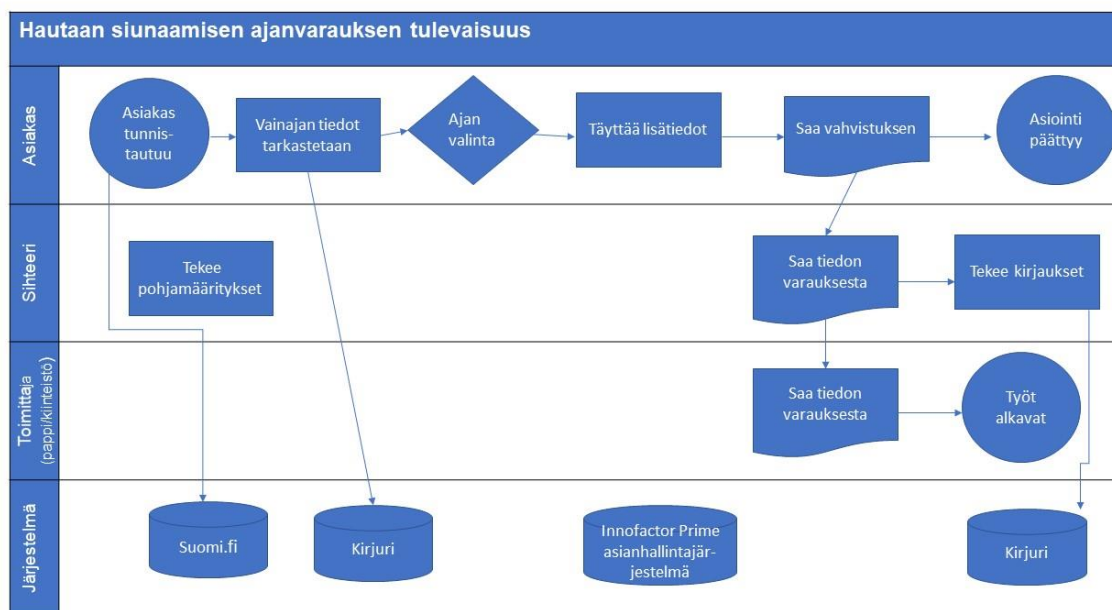 Hautaan siunaamisen ajanvarauksen tulevaisuus
Asiakas
Asiakas
tunnis-
tautuu
Vainajan tiedot
tarkastetaan
Ajan
valinta
Täyttää lisätiedot
Saa vahvistuksen
Asiointi
päättyy
Sihteeri
Tekee
pohjamääritykset
Saa tiedon
varauksesta
Tekee kirjaukset
Toimittaja
(pappi/kiinteistö)
Saa tiedon
varauksesta
Työt
alkavat
Järjestelmä
Suomi.fi
Kirjuri
Innofactor Prime
asianhallintajär-
jestelmä
Kirjuri